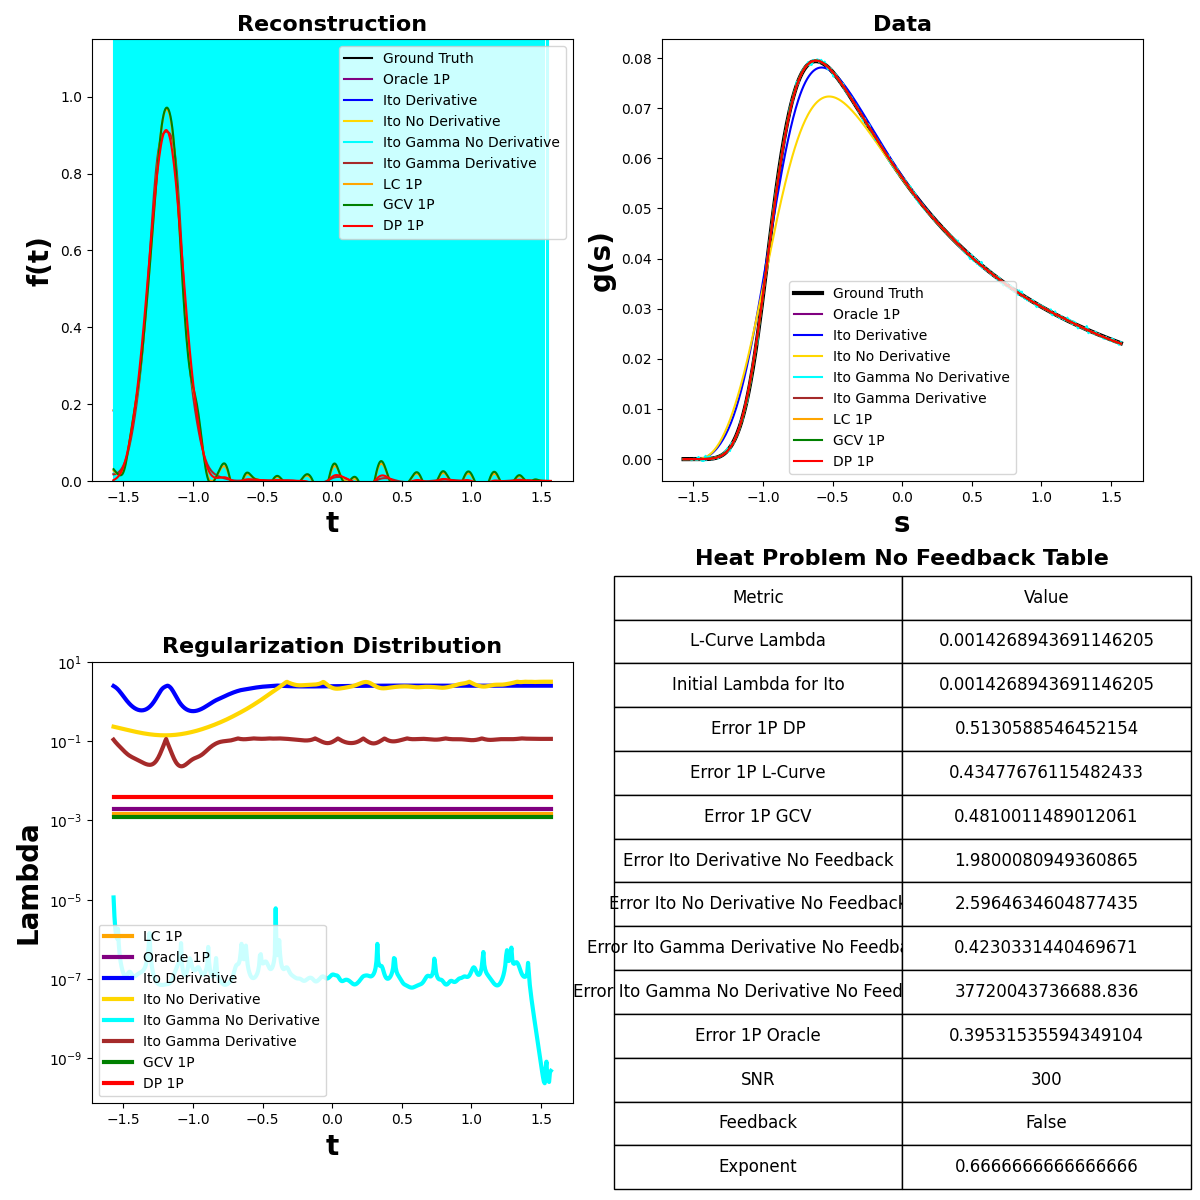 Reconstruction
f(t)
1.0
0.8
0.6
0.4
0.2
0.0
Ground Truth
Oracle 1P
Ito Derivative
Ito No Derivative
Ito Gamma No Derivative
Ito Gamma Derivative
LC 1P
GCV 1P
DP 1P
−1.5 −1.0 −0.5 0.0 0.5 1.0 1.5
t
Data
g(s)
0.08
0.07
0.06
0.05
0.04
0.03
0.02
0.01
0.00
Ground Truth
Oracle 1P
Ito Derivative
Ito No Derivative
Ito Gamma No Derivative
Ito Gamma Derivative
LC 1P
GCV 1P
DP 1P
−1.5 −1.0 −0.5 0.0 0.5 1.0 1.5
s
Regularization Distribution
Lambda
10^1
10^−1
10^−3
10^−5
10^−7
10^−9
LC 1P
Oracle 1P
Ito Derivative
Ito No Derivative
Ito Gamma No Derivative
Ito Gamma Derivative
GCV 1P
DP 1P
−1.5 −1.0 −0.5 0.0 0.5 1.0 1.5
t
Heat Problem No Feedback Table
Metric Value
L-Curve Lambda 0.0014268943691146205
Initial Lambda for Ito 0.0014268943691146205
Error 1P DP 0.5130588546452154
Error 1P L-Curve 0.43477676115482433
Error 1P GCV 0.4810011489012061
Error Ito Derivative No Feedback 1.9800080949360865
Error Ito No Derivative No Feedback 2.5964634604877435
Error Ito Gamma Derivative No Feedba 0.4230331440469671
Error Ito Gamma No Derivative No Feed 37720043736688.836
Error 1P Oracle 0.39531535594349104
SNR 300
Feedback False
Exponent 0.6666666666666666